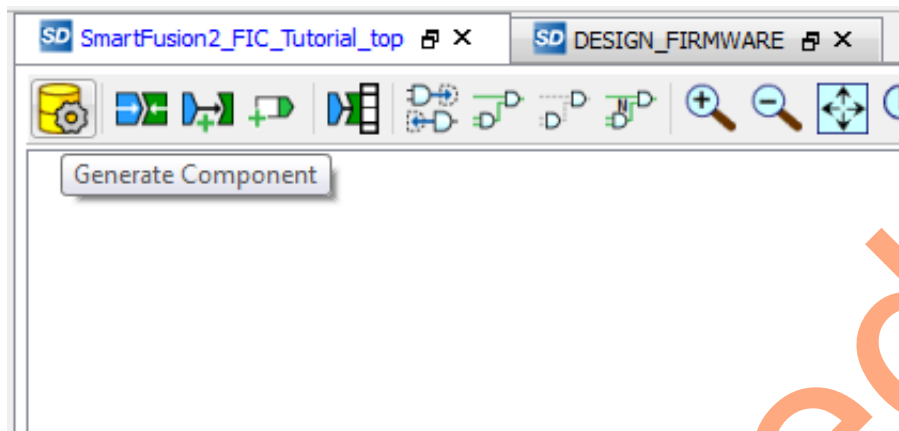 SD SmartFusion2_FIC_Tutorial_top SD DESIGN_FIRMWARE
N
Generate Component